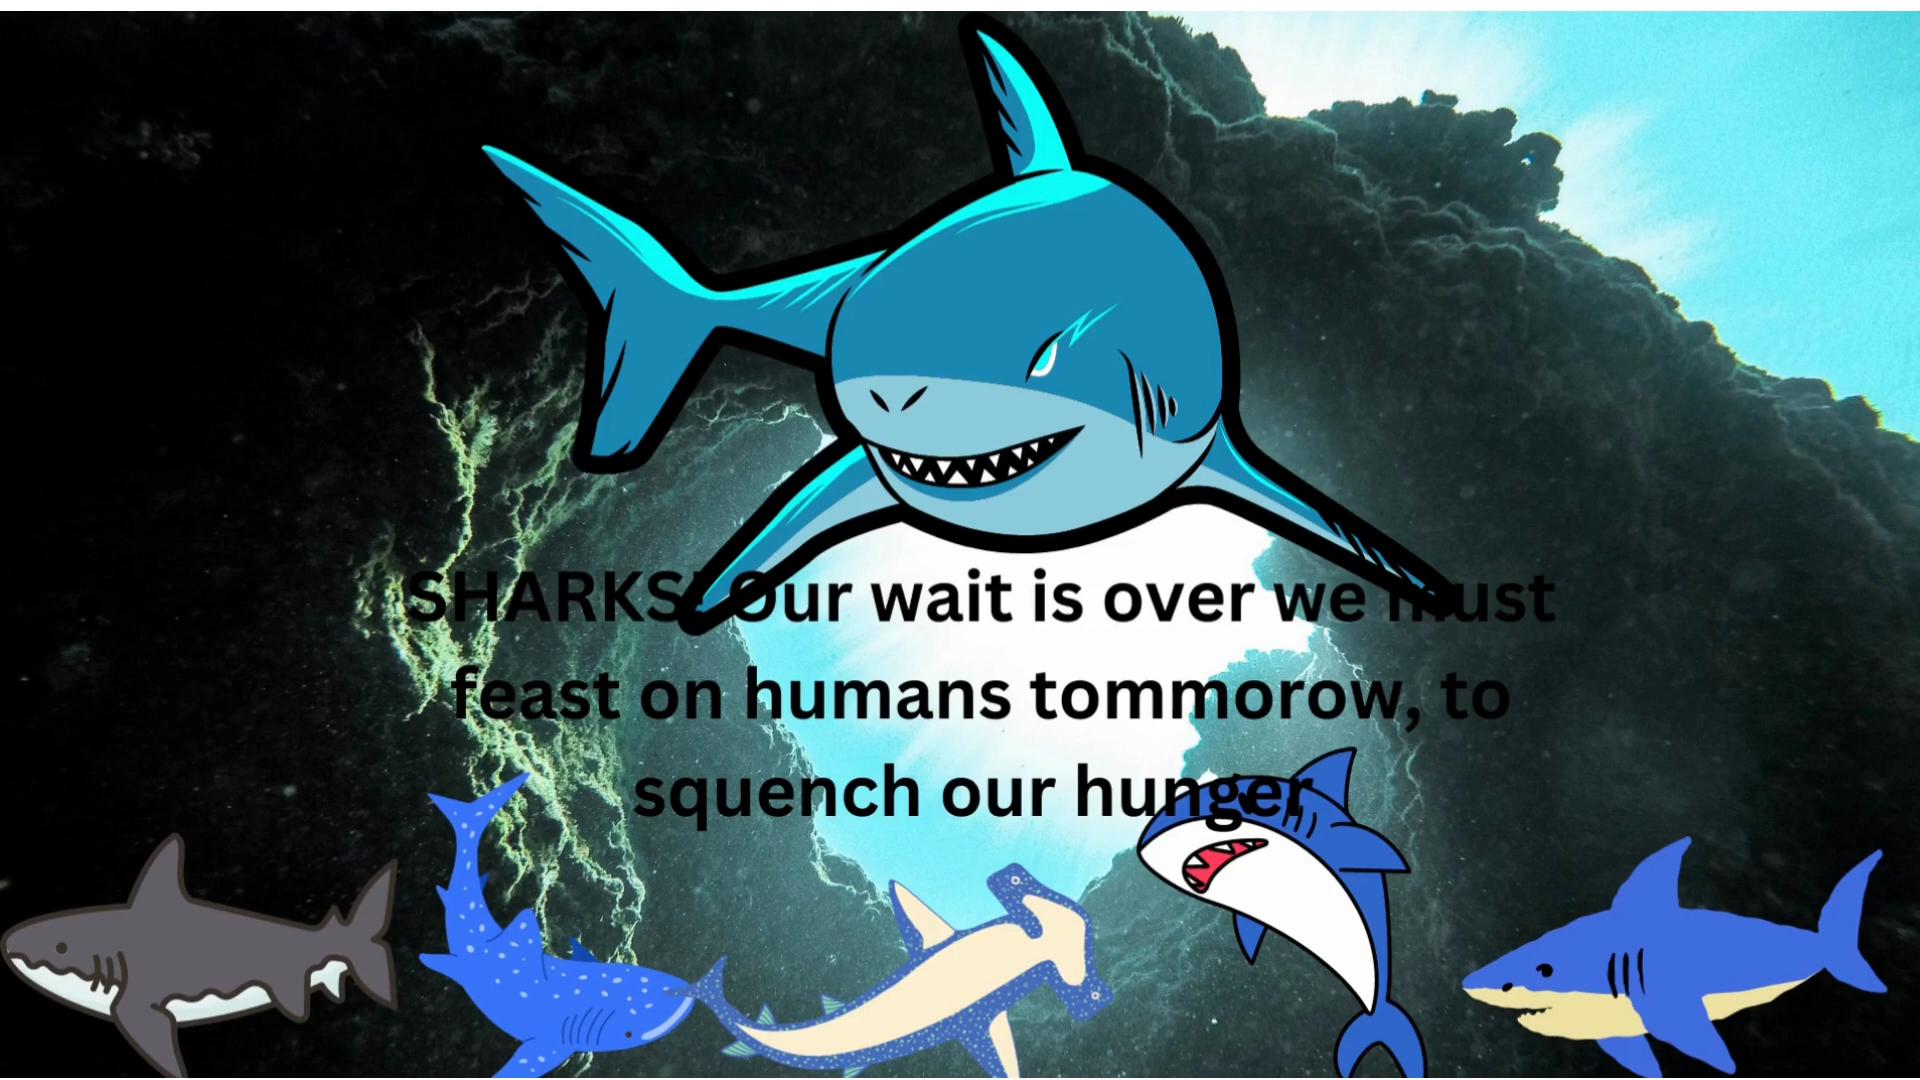 SHARKS! Our wait is over we must
feast on humans tommorow, to
squench our hunger